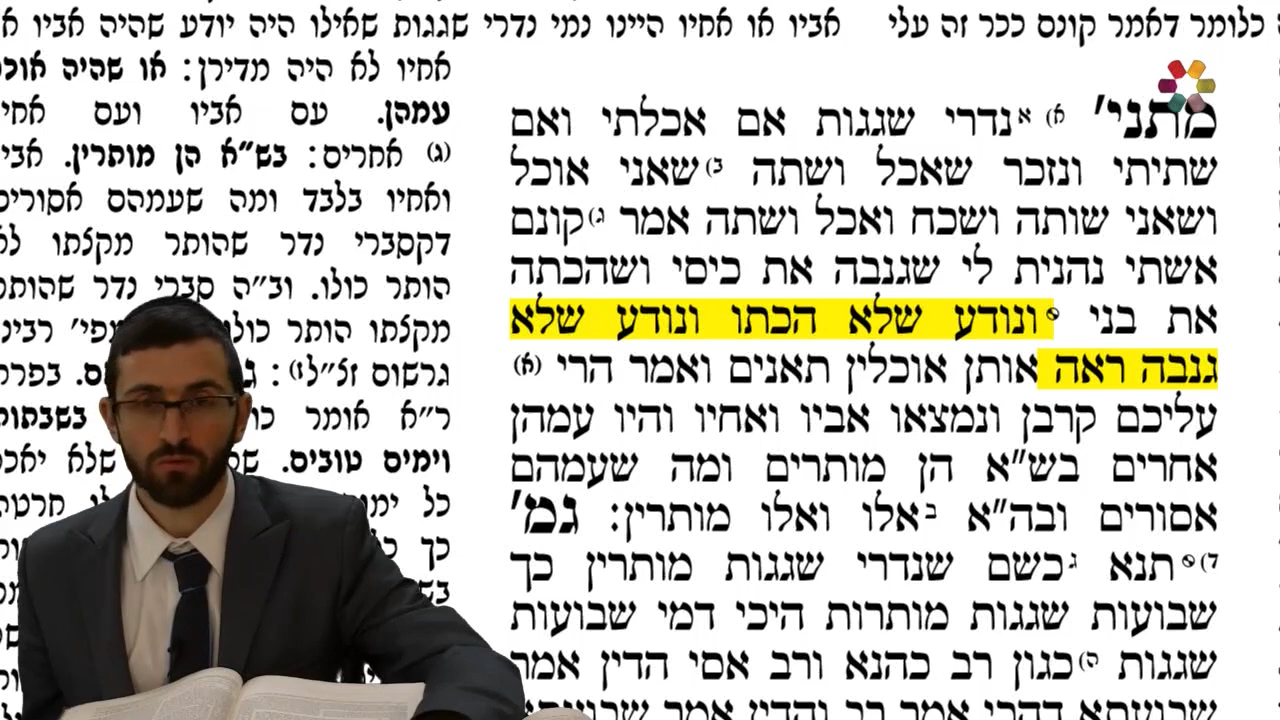 כלומר דאמר קונס ככר זה עלי אביו או אחיו היינו נמי נדרי שגגות שאילו היה יודע שהיה אביו
מתני' א) א נדרי שגגות אם אכלתי ואם
שתיתי ונזכר שאכל ושתה ב) שאני אוכל
ושאני שותה ושכח ואכל ושתה אמר ג) קונם
אשתי נהנית לי שגנבה את כיסי ושהכתה
את בני ונודע שלא הכתו ונודע שלא
גנבה ראה אותן אוכלין תאנים ואמר הרי (א)
עליכם קרבן ונמצאו אביו ואחיו והיו עמהן
אחרים בש"א הן מותרים ומה שעמהם
אסורים ובה"א ב אלו ואלו מותרין: גמ'
ד) תנא ג כשם שנדרי שגגות מותרין כך
שבועות שגגות מותרות היכי דמי שבועות
שגגות ה) כגון רב כהנא ורב אסי הדין אמר
אחיו לא היה מדירן: או שהיה
עמהן. עם אביו ועם אחיו
(ג) אחרים: בש"א הן מותרין. אביו
ואחיו בלבד ומה שעמהם אסורים
דקסברי נדר שהותר מקצתו לא
הותר כולו. וב"ה סברי נדר שהותר
מקצתו הותר
גרשום זצ"ל ז):
ר"א אומר
וימים טובים. שלא
כל
כך